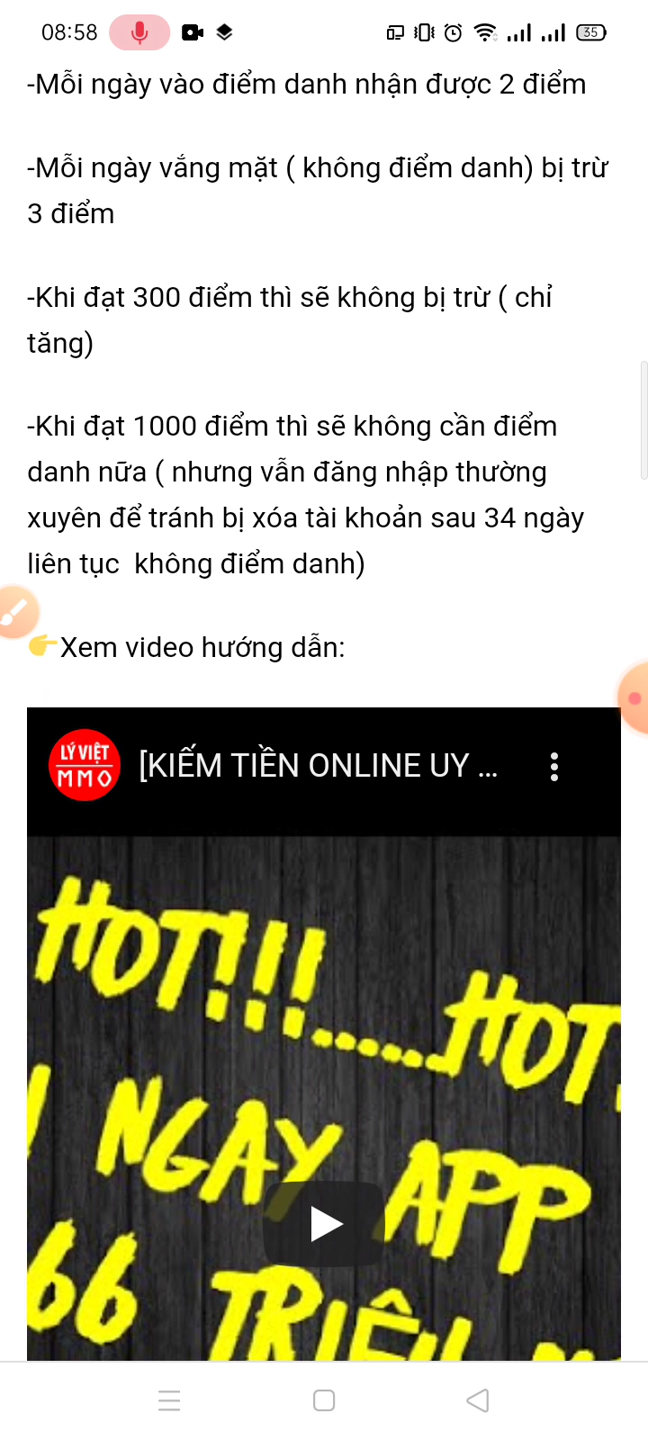 08:58
35
-Mỗi ngày vào điểm danh nhận được 2 điểm
-Mỗi ngày vắng mặt ( không điểm danh) bị trừ
3 điểm
-Khi đạt 300 điểm thì sẽ không bị trừ ( chỉ
tăng)
-Khi đạt 1000 điểm thì sẽ không cần điểm
danh nữa ( nhưng vẫn đăng nhập thường
xuyên để tránh bị xóa tài khoản sau 34 ngày
liên tục  không điểm danh)
👉Xem video hướng dẫn:
LÝ VIỆT
MMO
[KIẾM TIỀN ONLINE UY ...
HOT!!!.....HOT
! NGAY APP
66 TRIỆU